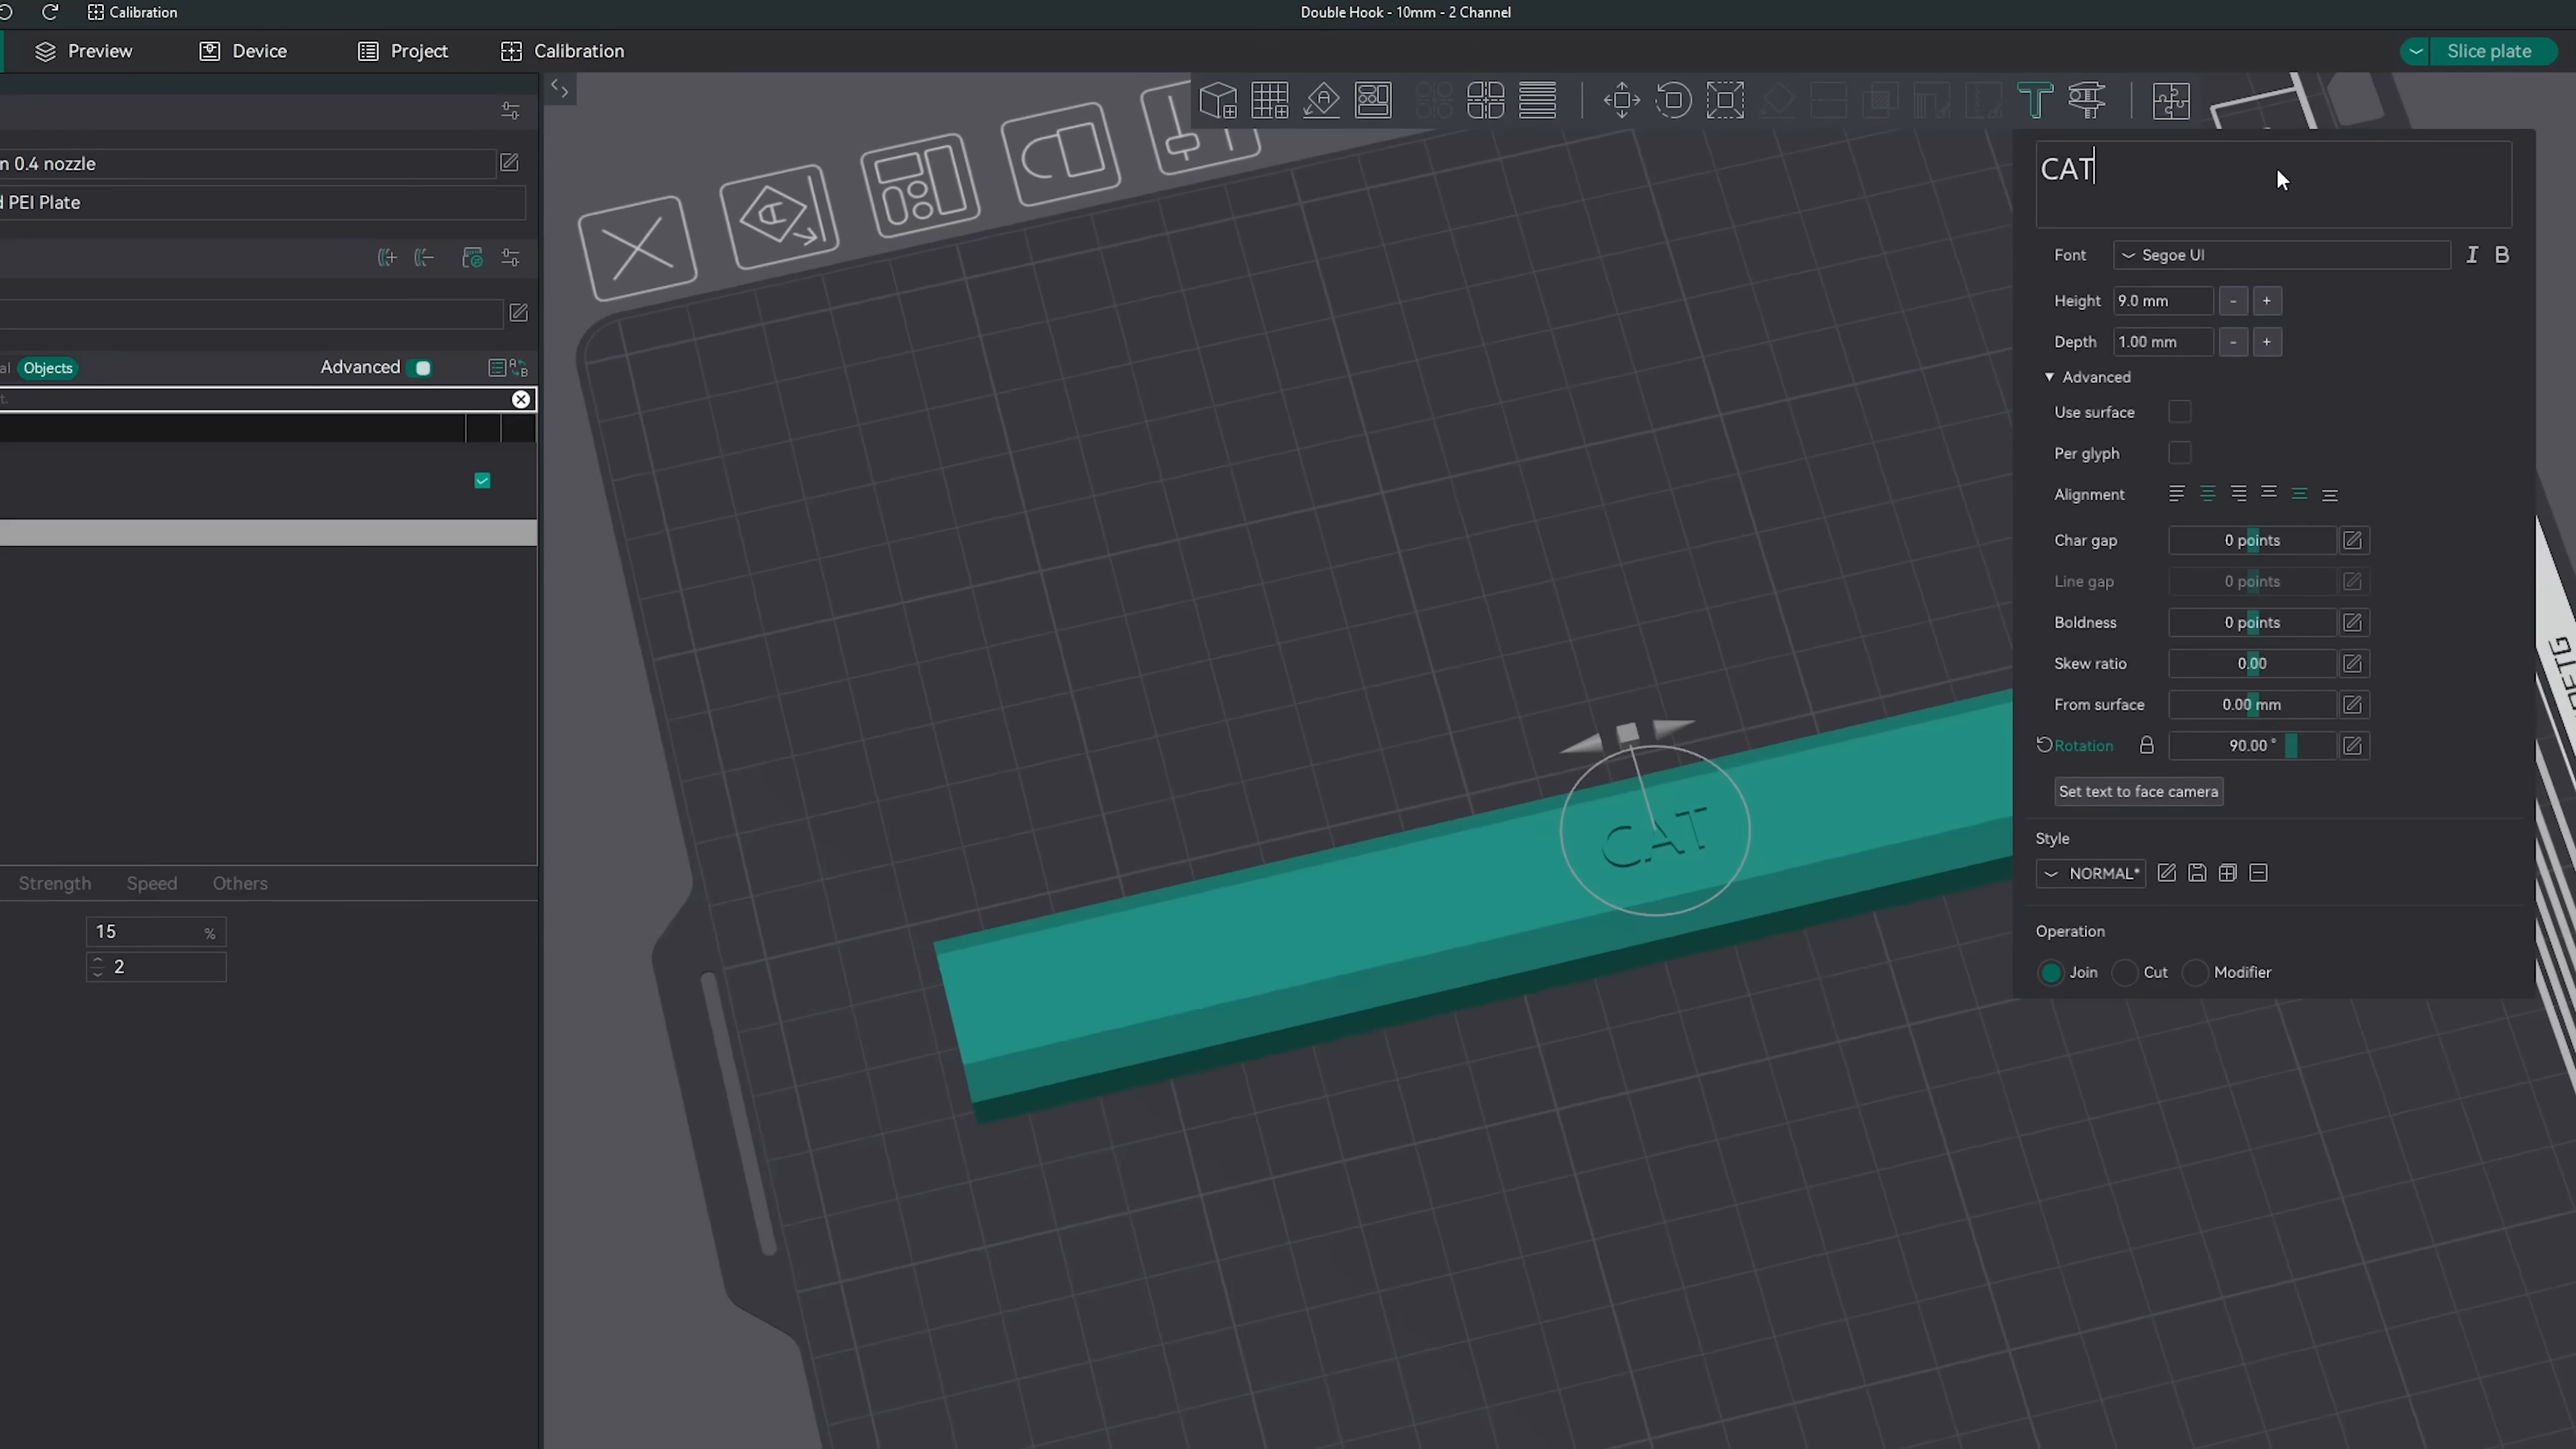 Calibration
Double Hook - 10mm - 2 Channel
Preview
Device
Project
Calibration
Slice plate
n 0.4 nozzle
d PEI Plate
al
Objects
Advanced
t.
Strength
Speed
Others
15
%
2
CAT
CAT
Font
Segoe UI
I
B
Height
9.0 mm
-
+
Depth
1.00 mm
-
+
Advanced
Use surface
Per glyph
Alignment
Char gap
0 points
Line gap
0 points
Boldness
0 points
Skew ratio
0.00
From surface
0.00 mm
Rotation
90.00 °
Set text to face camera
Style
NORMAL*
Operation
Join
Cut
Modifier